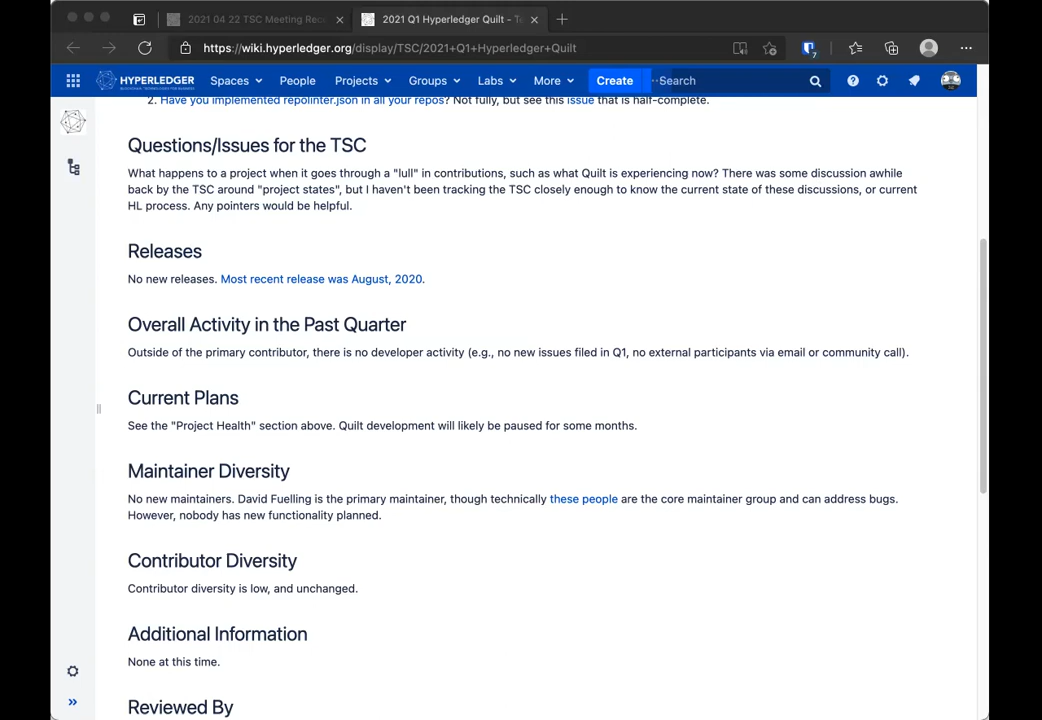 2021 04 22 TSC Meeting Rec
2021 Q1 Hyperledger Quilt - Te
https://wiki.hyperledger.org/display/TSC/2021+Q1+Hyperledger+Quilt
7
HYPERLEDGER
Spaces
People
Projects
Groups
Labs
More
Create
Search
2. Have you implemented repolinter.json in all your repos? Not fully, but see this issue that is half-complete.
Questions/Issues for the TSC
What happens to a project when it goes through a "lull" in contributions, such as what Quilt is experiencing now? There was some discussion awhile
back by the TSC around "project states", but I haven't been tracking the TSC closely enough to know the current state of these discussions, or current
HL process. Any pointers would be helpful.
Releases
No new releases. Most recent release was August, 2020.
Overall Activity in the Past Quarter
Outside of the primary contributor, there is no developer activity (e.g., no new issues filed in Q1, no external participants via email or community call).
Current Plans
See the "Project Health" section above. Quilt development will likely be paused for some months.
Maintainer Diversity
No new maintainers. David Fuelling is the primary maintainer, though technically these people are the core maintainer group and can address bugs.
However, nobody has new functionality planned.
Contributor Diversity
Contributor diversity is low, and unchanged.
Additional Information
None at this time.
Reviewed By